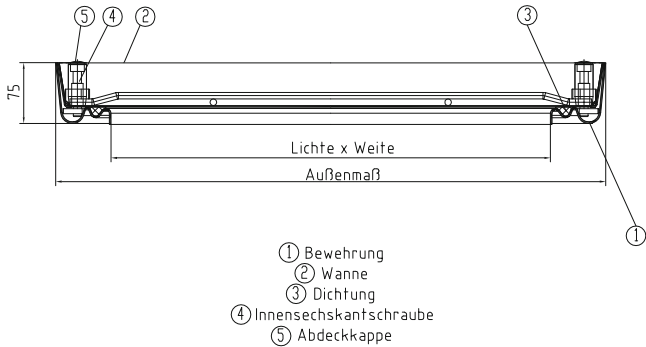 5 4 2 3
75
Lichte x Weite
Außenmaß
1
1 Bewehrung
2 Wanne
3 Dichtung
4 Innensechskantschraube
5 Abdeckkappe